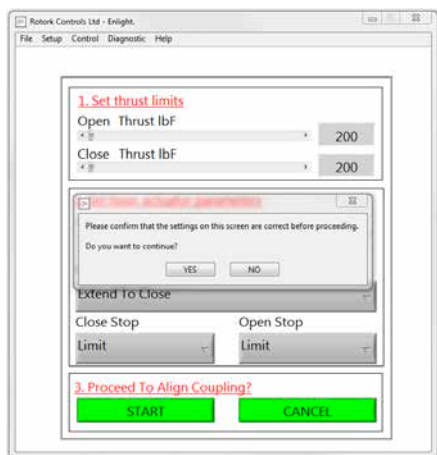 Rotork Controls Ltd - Enlight.
File Setup Control Diagnostic Help
1. Set thrust limits
Open Thrust lbF
200
Close Thrust lbF
200
Please confirm that the settings on this screen are correct before proceeding.
Do you want to continue?
YES NO
Extend To Close
Close Stop Open Stop
Limit Limit
3. Proceed To Align Coupling?
START CANCEL